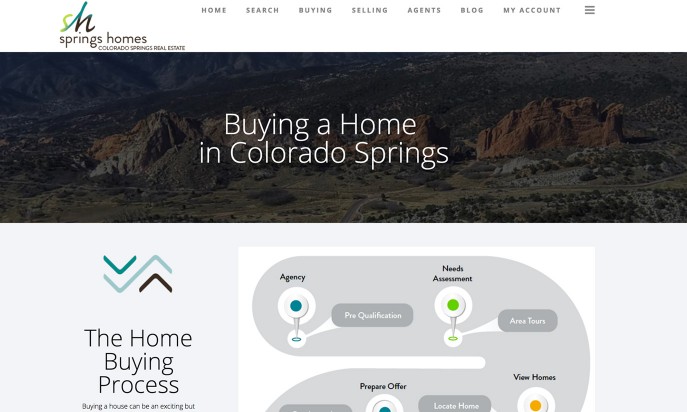 sh
springs homes
COLORADO SPRINGS REAL ESTATE
HOME SEARCH BUYING SELLING AGENTS BLOG MY ACCOUNT
Buying a Home
in Colorado Springs
The Home
Buying
Process
Buying a house can be an exciting but
Agency
Needs
Assessment
Pre Qualification
Area Tours
View Homes
Prepare Offer
Locate Home